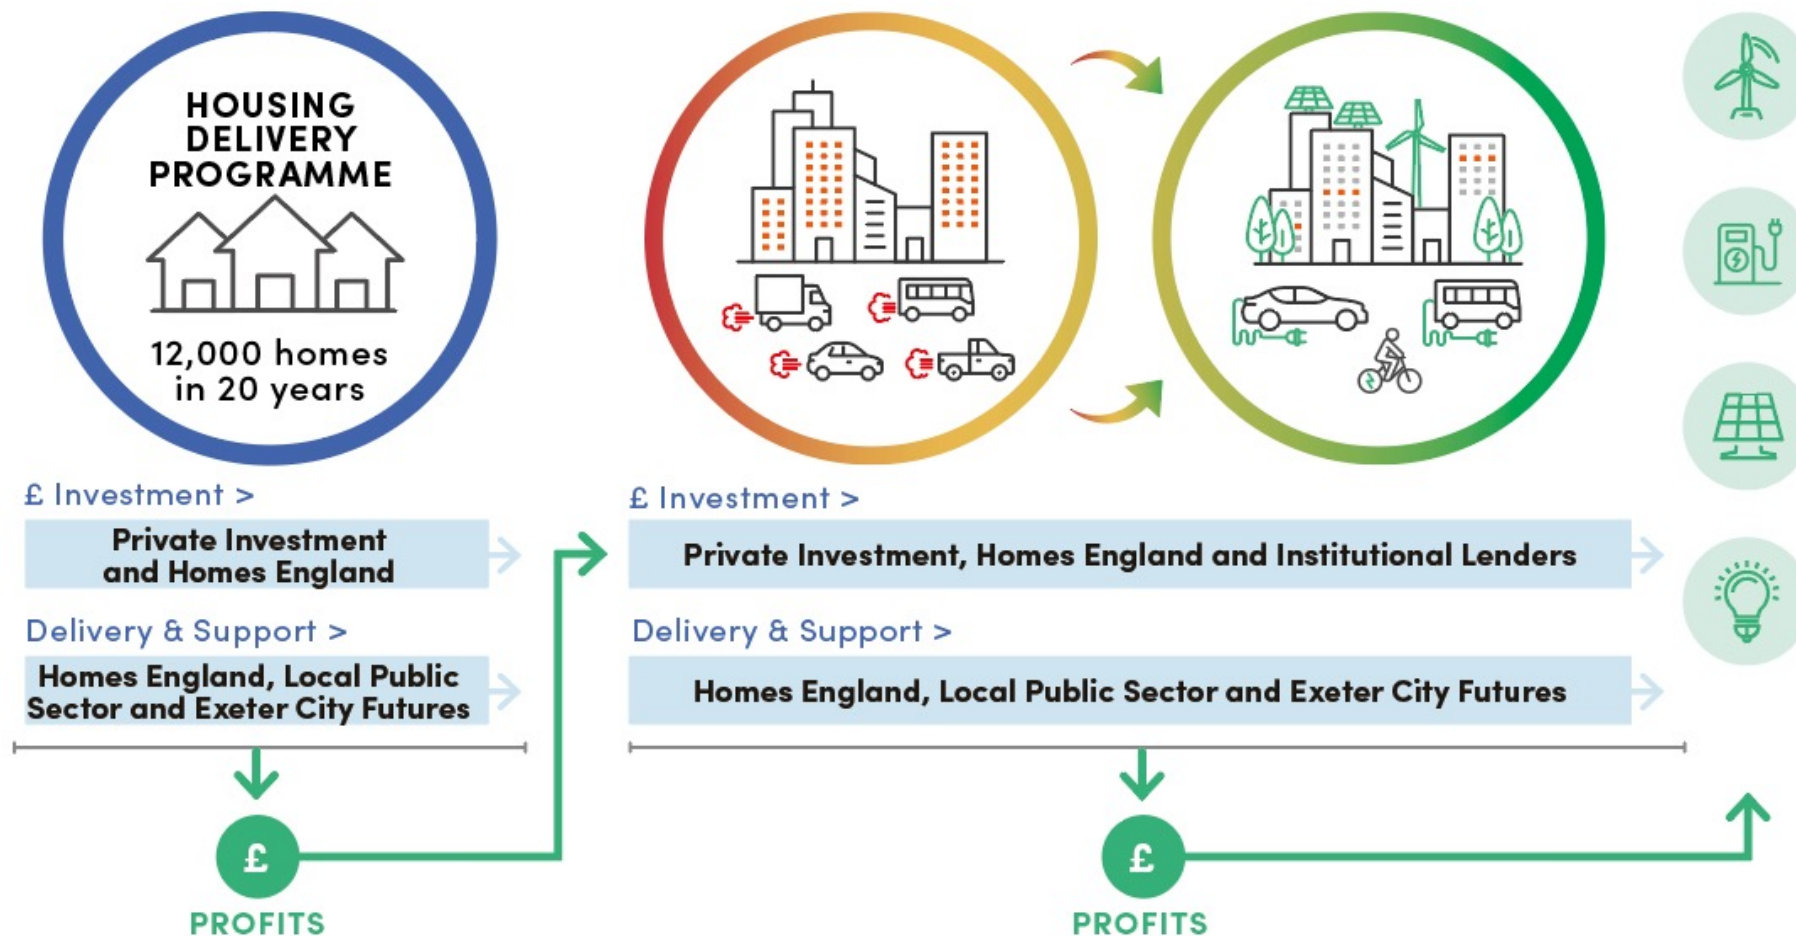 HOUSING
DELIVERY
PROGRAMME
12,000 homes
in 20 years
£ Investment >
Private Investment
and Homes England
Delivery & Support >
Homes England, Local Public
Sector and Exeter City Futures
£
PROFITS
£ Investment >
Private Investment, Homes England and Institutional Lenders
Delivery & Support >
Homes England, Local Public Sector and Exeter City Futures
£
PROFITS